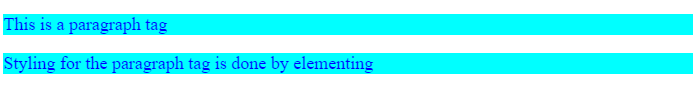 This is a paragraph tag
Styling for the paragraph tag is done by elementing